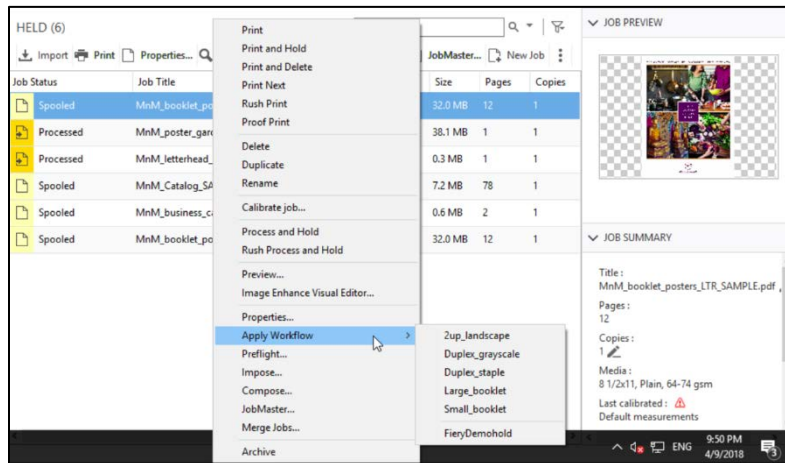 HELD (6)
Import Print Properties... JobMaster... New Job
Job Status Job Title Size Pages Copies
Spooled MnM_booklet_po 32.0 MB 12 1
Processed MnM_poster_gar 38.1 MB 1 1
Processed MnM_letterhead_ 0.3 MB 1 1
Spooled MnM_Catalog_SA 7.2 MB 78 1
Spooled MnM_business_c 0.6 MB 2 1
Spooled MnM_booklet_po 32.0 MB 12 1
Print
Print and Hold
Print and Delete
Print Next
Rush Print
Proof Print
Delete
Duplicate
Rename
Calibrate job...
Process and Hold
Rush Process and Hold
Preview...
Image Enhance Visual Editor...
Properties...
Apply Workflow >
Preflight...
Impose...
Compose...
JobMaster...
Merge Jobs...
Archive
2up_landscape
Duplex_grayscale
Duplex_staple
Large_booklet
Small_booklet
FieryDemohold
JOB PREVIEW
JOB SUMMARY
Title :
MnM_booklet_posters_LTR_SAMPLE.pdf
Pages :
12
Copies :
1
Media :
8 1/2x11, Plain, 64-74 gsm
Last calibrated :
Default measurements
ENG
9:50 PM
4/9/2018
3